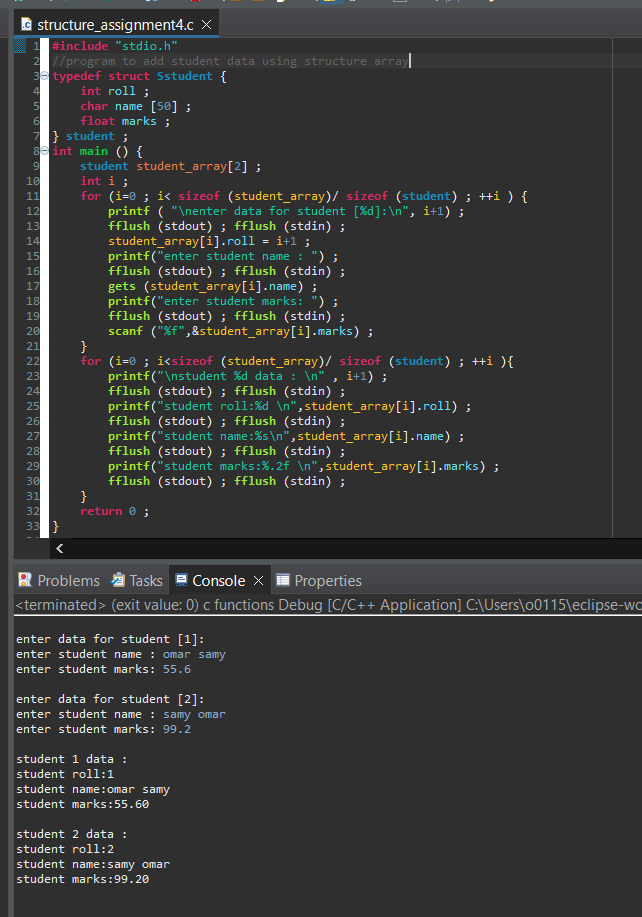 structure_assignment4.c
1 #include "stdio.h"
2 //program to add student data using structure array
3 typedef struct Sstudent {
4 int roll ;
5 char name [50] ;
6 float marks ;
7 } student ;
8 int main () {
9 student student_array[2] ;
10 int i ;
11 for (i=0 ; i< sizeof (student_array)/ sizeof (student) ; ++i ) {
12 printf ( "\nenter data for student [%d]:\n", i+1) ;
13 fflush (stdout) ; fflush (stdin) ;
14 student_array[i].roll = i+1 ;
15 printf("enter student name : ") ;
16 fflush (stdout) ; fflush (stdin) ;
17 gets (student_array[i].name) ;
18 printf("enter student marks: ") ;
19 fflush (stdout) ; fflush (stdin) ;
20 scanf ("%f",&student_array[i].marks) ;
21 }
22 for (i=0 ; i<sizeof (student_array)/ sizeof (student) ; ++i ){
23 printf("\nstudent %d data : \n" , i+1) ;
24 fflush (stdout) ; fflush (stdin) ;
25 printf("student roll:%d \n",student_array[i].roll) ;
26 fflush (stdout) ; fflush (stdin) ;
27 printf("student name:%s\n",student_array[i].name) ;
28 fflush (stdout) ; fflush (stdin) ;
29 printf("student marks:%.2f \n",student_array[i].marks) ;
30 fflush (stdout) ; fflush (stdin) ;
31 }
32 return 0 ;
33 }
Problems Tasks Console Properties
<terminated> (exit value: 0) c functions Debug [C/C++ Application] C:\Users\o0115\eclipse-wo
enter data for student [1]:
enter student name : omar samy
enter student marks: 55.6
enter data for student [2]:
enter student name : samy omar
enter student marks: 99.2
student 1 data :
student roll:1
student name:omar samy
student marks:55.60
student 2 data :
student roll:2
student name:samy omar
student marks:99.20